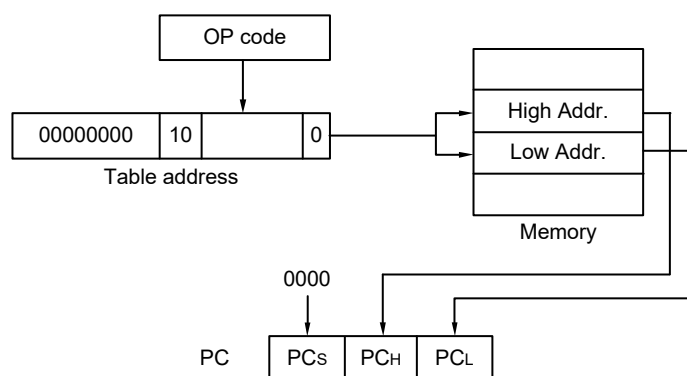 OP code
00000000 10 0
Table address
High Addr.
Low Addr.
Memory
0000
PC PCS PCH PCL